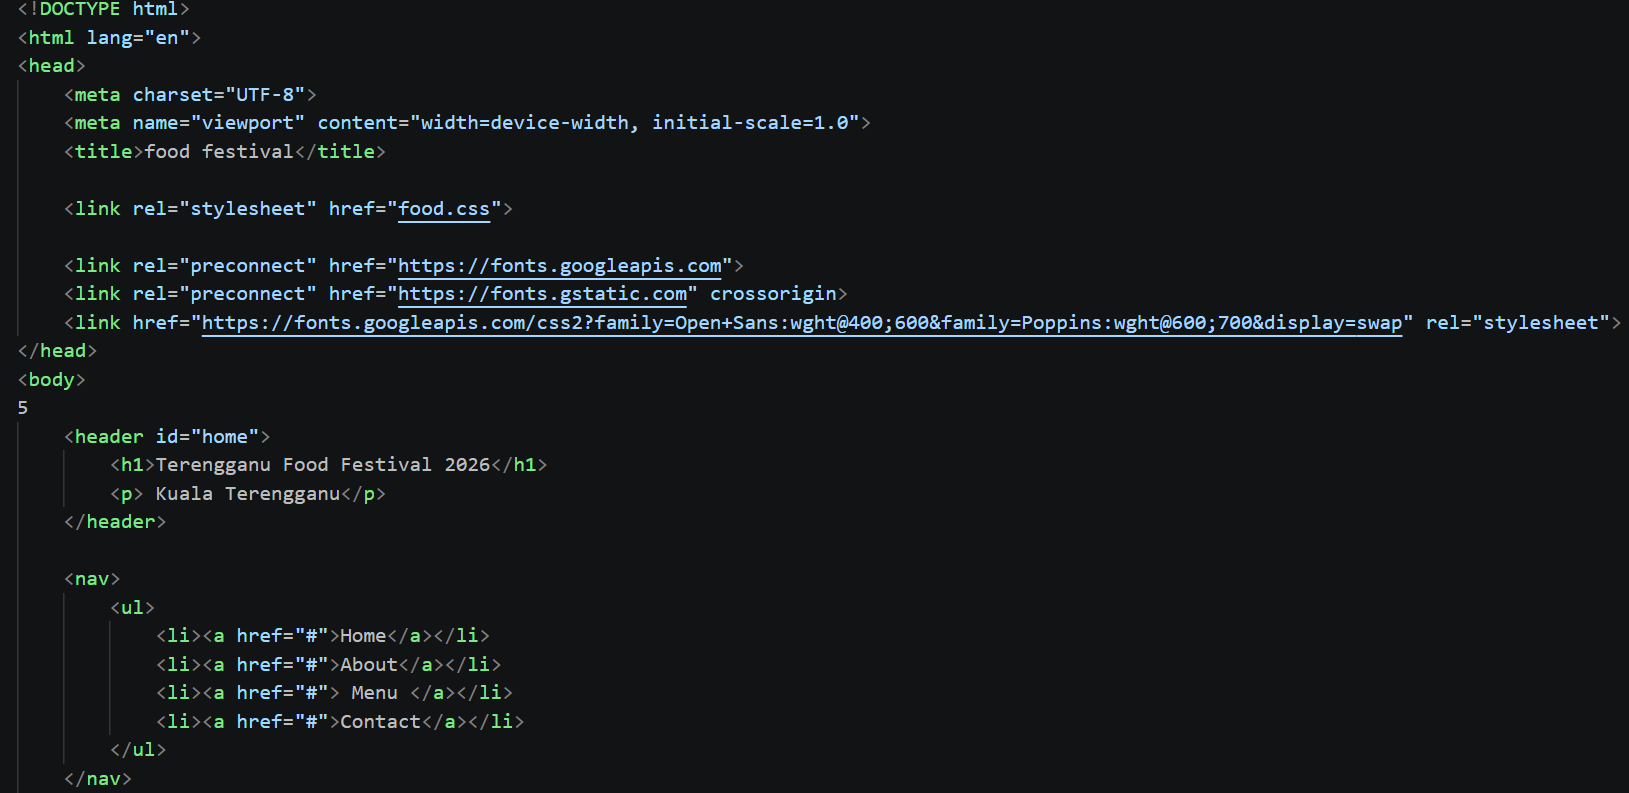 <!DOCTYPE html>
<html lang="en">
<head>
    <meta charset="UTF-8">
    <meta name="viewport" content="width=device-width, initial-scale=1.0">
    <title>food festival</title>

    <link rel="stylesheet" href="food.css">

    <link rel="preconnect" href="https://fonts.googleapis.com">
    <link rel="preconnect" href="https://fonts.gstatic.com" crossorigin>
    <link href="https://fonts.googleapis.com/css2?family=Open+Sans:wght@400;600&family=Poppins:wght@600;700&display=swap" rel="stylesheet">
</head>
<body>
5
    <header id="home">
        <h1>Terengganu Food Festival 2026</h1>
        <p> Kuala Terengganu</p>
    </header>

    <nav>
        <ul>
            <li><a href="#">Home</a></li>
            <li><a href="#">About</a></li>
            <li><a href="#"> Menu </a></li>
            <li><a href="#">Contact</a></li>
        </ul>
    </nav>